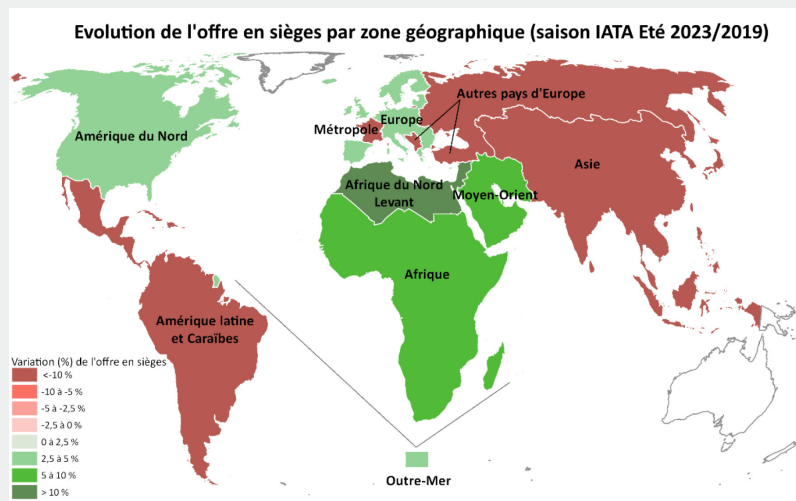 Evolution de l'offre en sièges par zone géographique (saison IATA Eté 2023/2019)
Autres pays d'Europe
Europe
Métropole
Amérique du Nord
Asie
Afrique du Nord
Levant
Moyen-Orient
Afrique
Amérique latine
et Caraïbes
Variation (%) de l'offre en sièges
<-10 %
-10 à -5 %
-5 à -2,5 %
-2,5 à 0 %
0 à 2,5 %
2,5 à 5 %
5 à 10 %
> 10 %
Outre-Mer